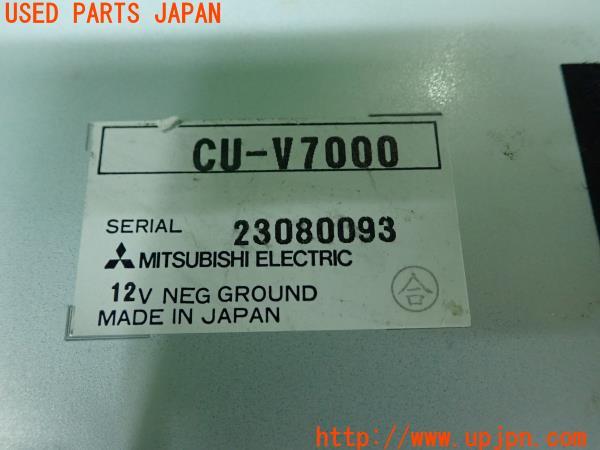 USED PARTS JAPAN
CU-V7000
SERIAL 23080093
MITSUBISHI ELECTRIC
12V NEG GROUND
合
MADE IN JAPAN
http://www.upjpn.com